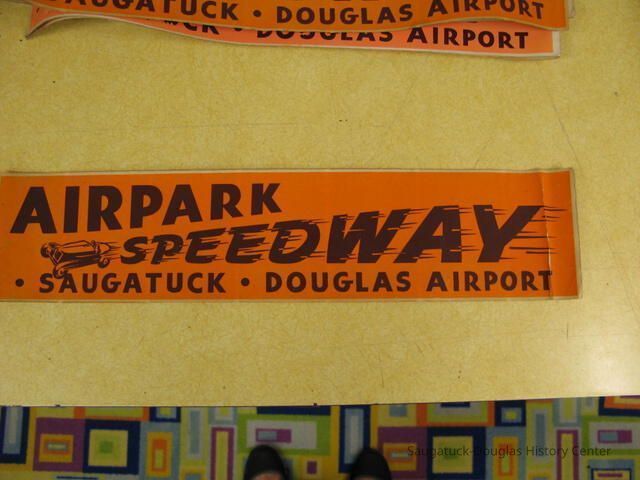 SAUGATUCK • DOUGLAS AIRPORT
DOUGLAS AIRPORT
AIRPARK
SPEEDWAY
• SAUGATUCK • DOUGLAS AIRPORT
Saugatuck-Douglas History Center